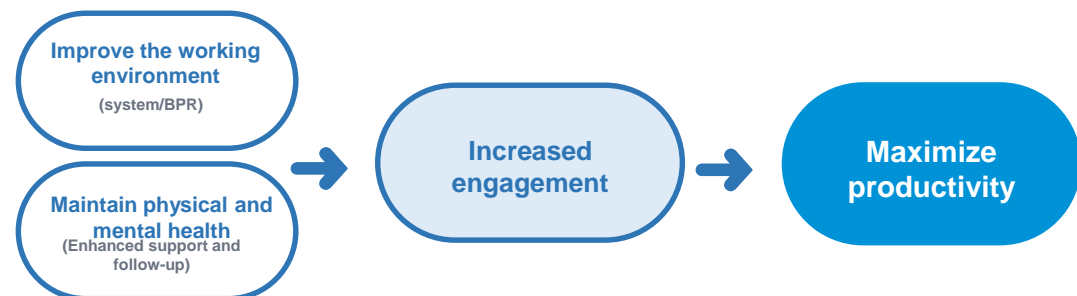 Improve the working
environment
(system/BPR)
Maintain physical and
mental health
(Enhanced support and
follow-up)
Increased
engagement
Maximize
productivity